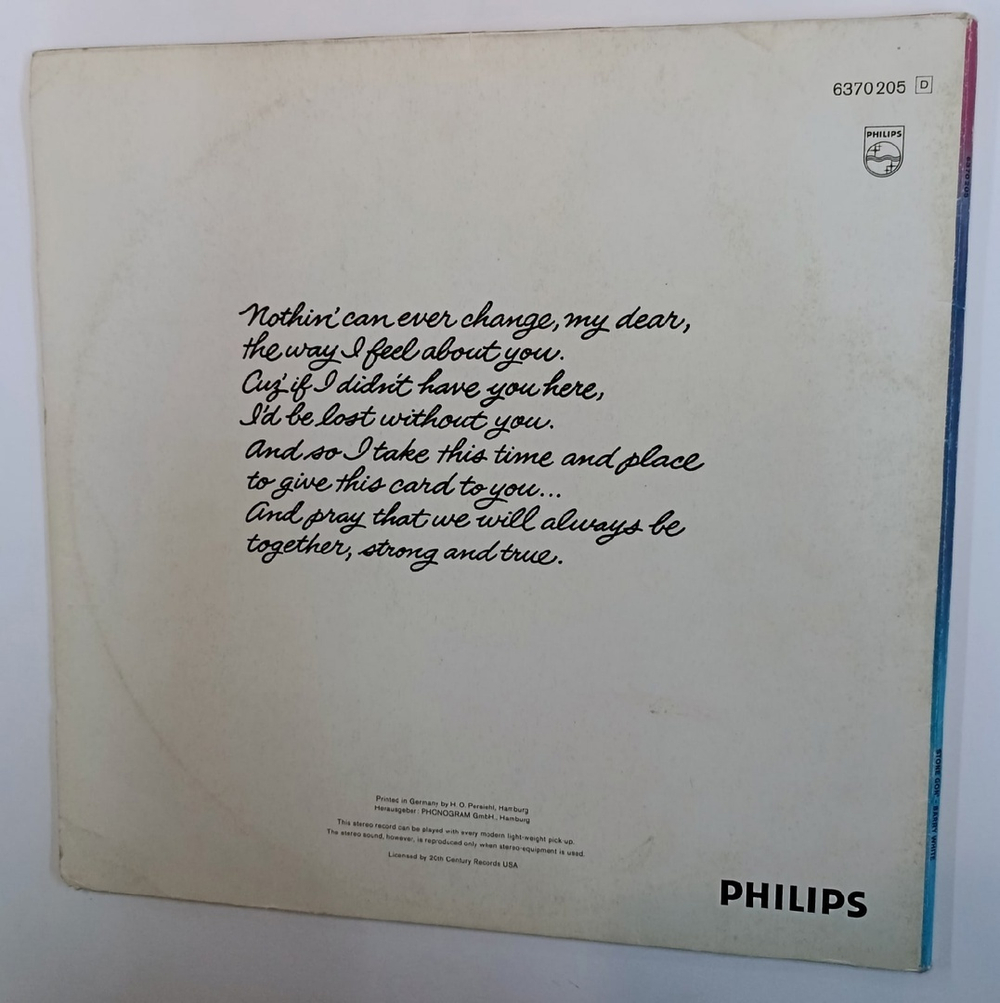 6370205 D
PHILIPS
6370205
Nothin' can ever change, my dear,
the way I feel about you.
Cuz' if I didn't have you here,
I'd be lost without you.
And so I take this time and place
to give this card to you...
And pray that we will always be
together, strong and true.
STONE GON' - BARRY WHITE
Printed in Germany by H. O. Persiehl, Hamburg
Herausgeber: PHONOGRAM GmbH., Hamburg
This stereo record can be played with every modern light-weight pick up.
The stereo sound, however, is reproduced only when stereo-equipment is used.
Licensed by 20th Century Records USA
PHILIPS